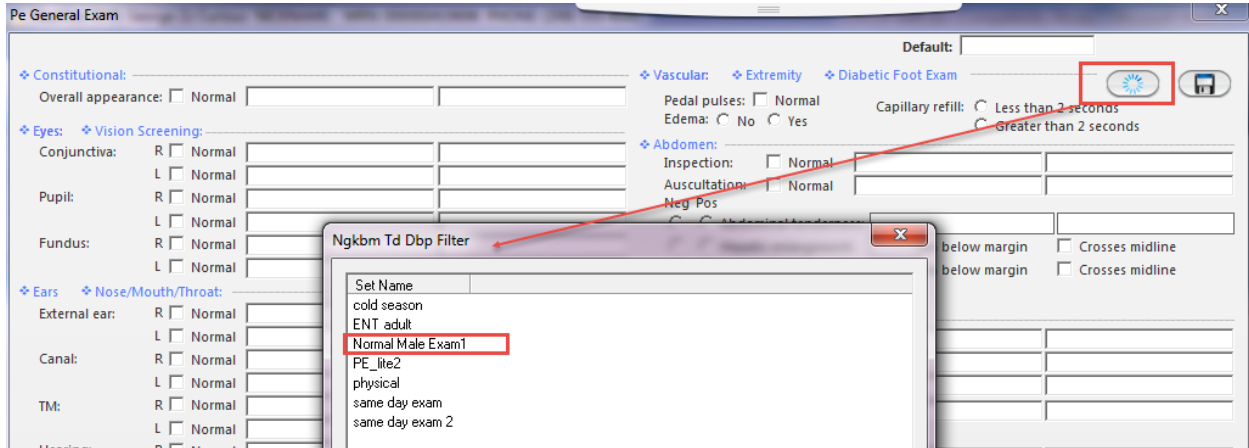 Pe General Exam
Default:
Constitutional:
Overall appearance: Normal
Eyes: Vision Screening:
Conjunctiva: R Normal
L Normal
Pupil: R Normal
L Normal
Fundus: R Normal
L Normal
Ears Nose/Mouth/Throat:
External ear: R Normal
L Normal
Canal: R Normal
L Normal
TM: R Normal
L Normal
Vascular: Extremity Diabetic Foot Exam
Pedal pulses: Normal
Edema: No Yes
Capillary refill: Less than 2 seconds
Greater than 2 seconds
Abdomen:
Inspection: Normal
Auscultation: Normal
Neg Pos
Abdominal tenderness:
below margin Crosses midline
below margin Crosses midline
Ngkbm Td Dbp Filter
Set Name
cold season
ENT adult
Normal Male Exam1
PE_lite2
physical
same day exam
same day exam 2